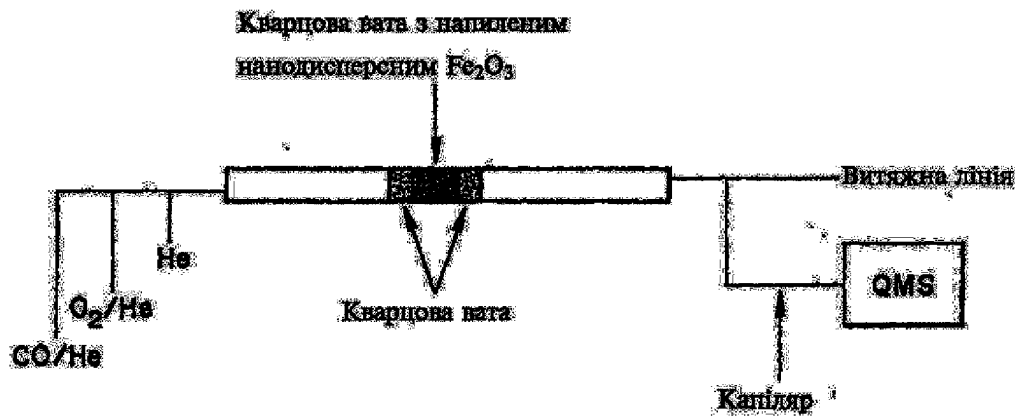 Кварцова вата з напиленим
нанодисперсним Fe₂O₃
Витяжна лінія
He
QMS
O₂/He
Кварцова вата
CO/He
Капіляр